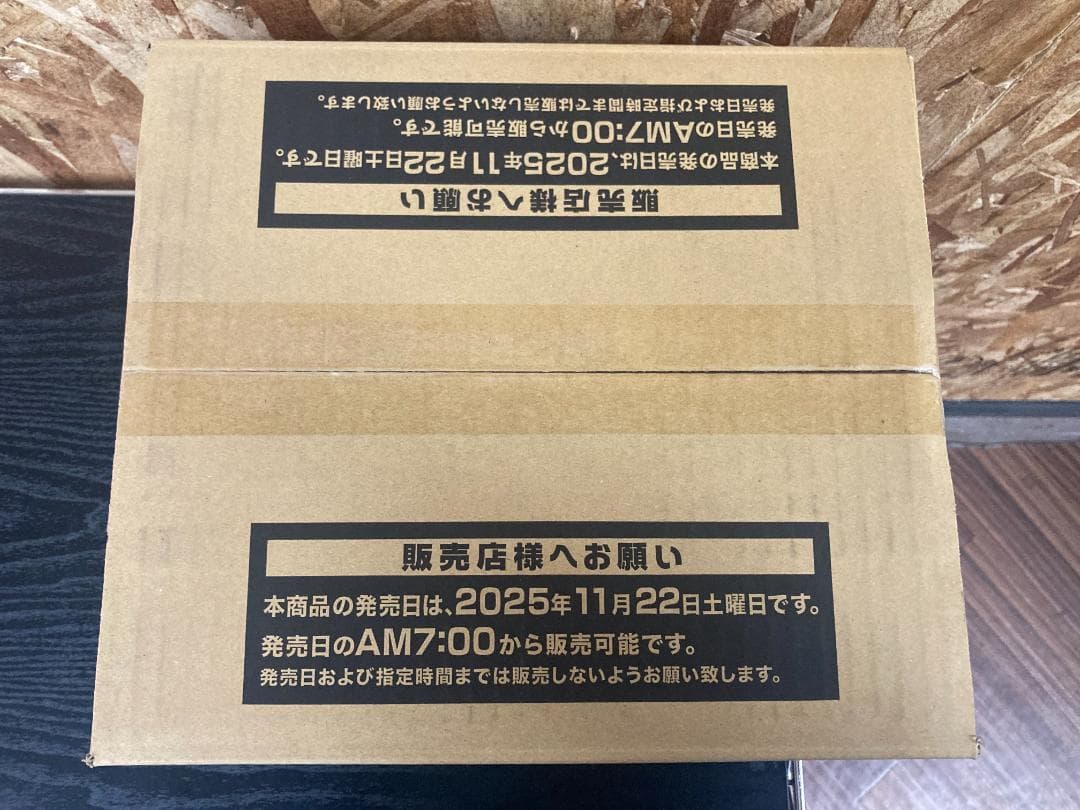 販売店様へお願い
本商品の発売日は、2025年11月22日土曜日です。
発売日のAM7:00から販売可能です。
発売日および指定時間までは販売しないようお願い致します。
販売店様へお願い
本商品の発売日は、2025年11月22日土曜日です。
発売日のAM7:00から販売可能です。
発売日および指定時間までは販売しないようお願い致します。